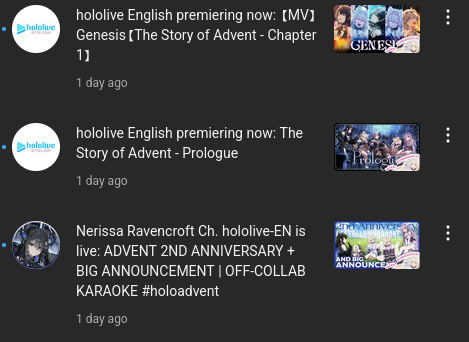 hololive English premiering now: 【MV】
Genesis【The Story of Advent - Chapter
1】
1 day ago
hololive
ENGLISH
GENESIS
hololive English premiering now: The
Story of Advent - Prologue
1 day ago
hololive
ENGLISH
Prologue
Nerissa Ravencroft Ch. hololive-EN is
live: ADVENT 2ND ANNIVERSARY +
BIG ANNOUNCEMENT | OFF-COLLAB
KARAOKE #holoadvent
1 day ago
2nd Anniversary
COLLAB KARAOKE
AND BIG
ANNOUNCE